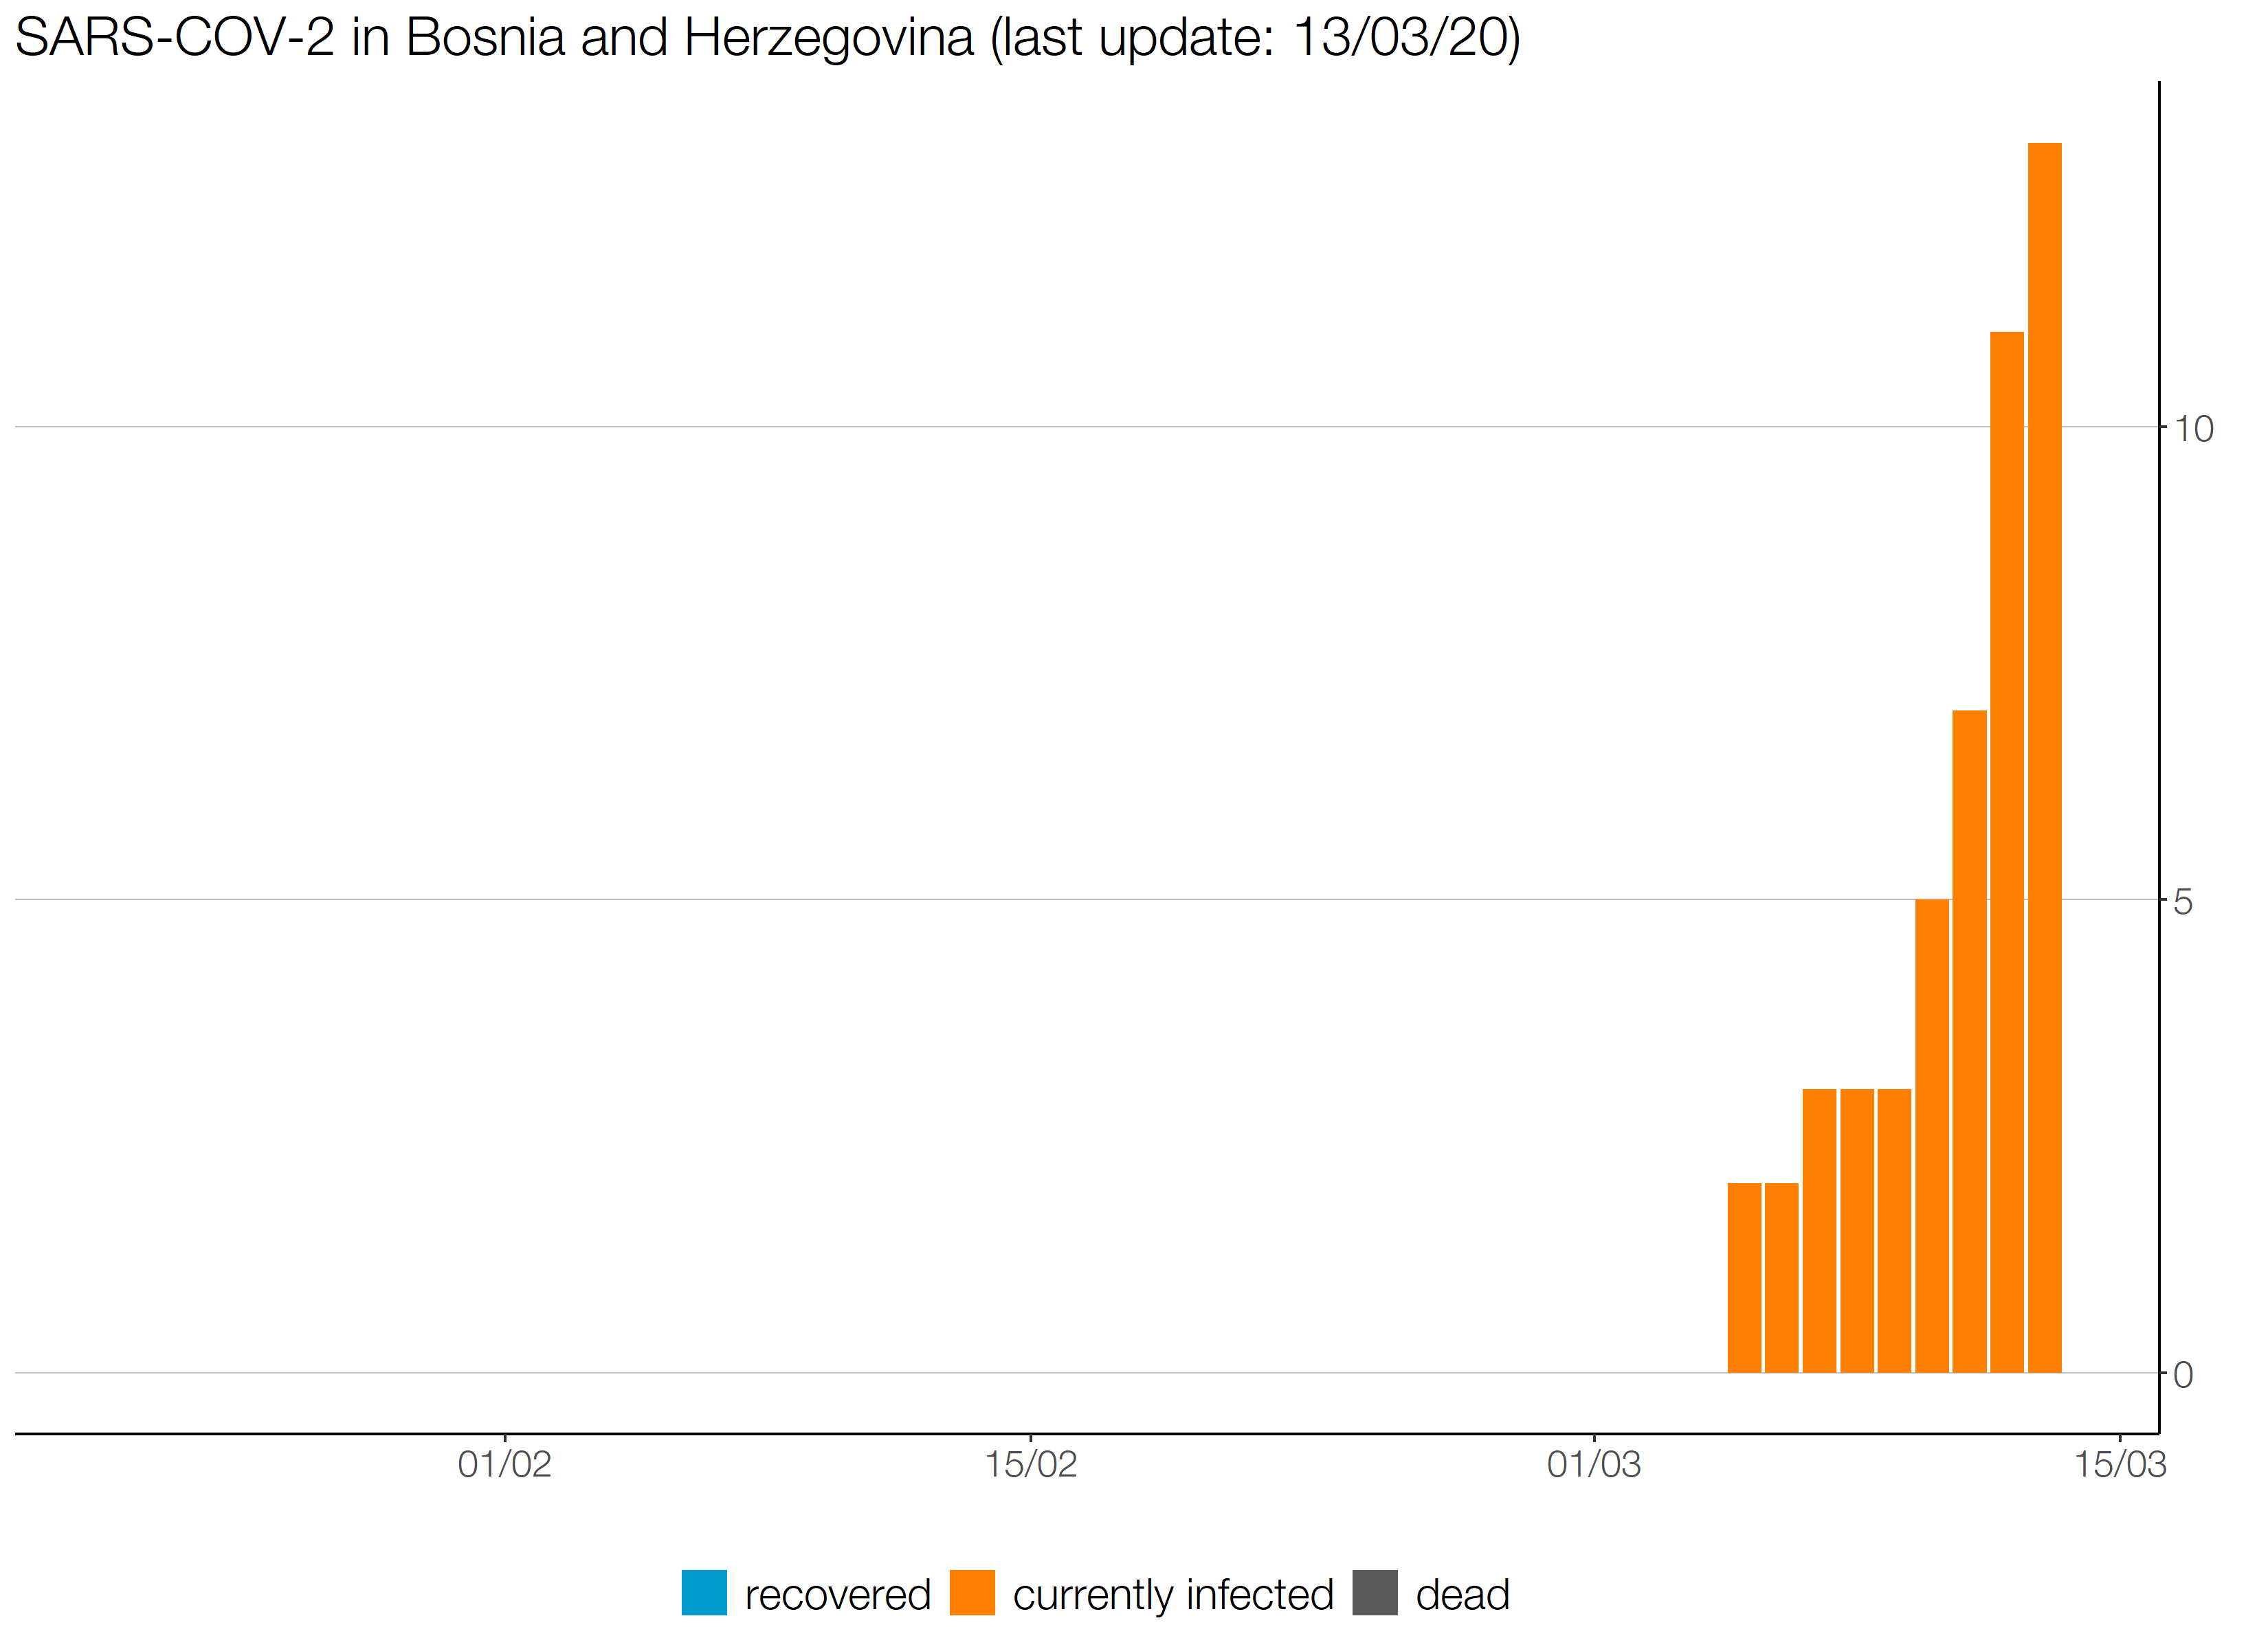 SARS-COV-2 in Bosnia and Herzegovina (last update: 13/03/20)
10
5
0
01/02 15/02 01/03 15/03
recovered currently infected dead